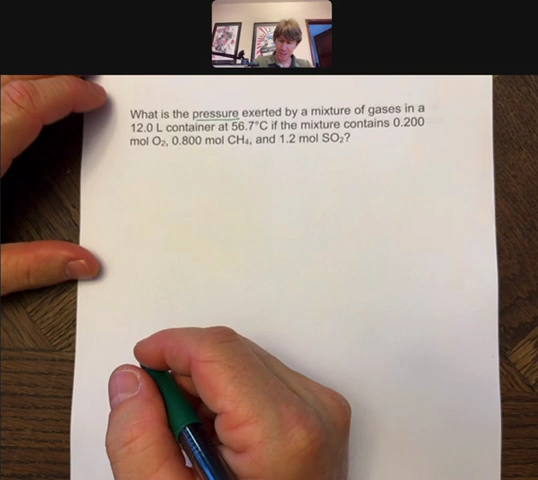 What is the pressure exerted by a mixture of gases in a
12.0 L container at 56.7°C if the mixture contains 0.200
mol O₂, 0.800 mol CH₄, and 1.2 mol SO₂?